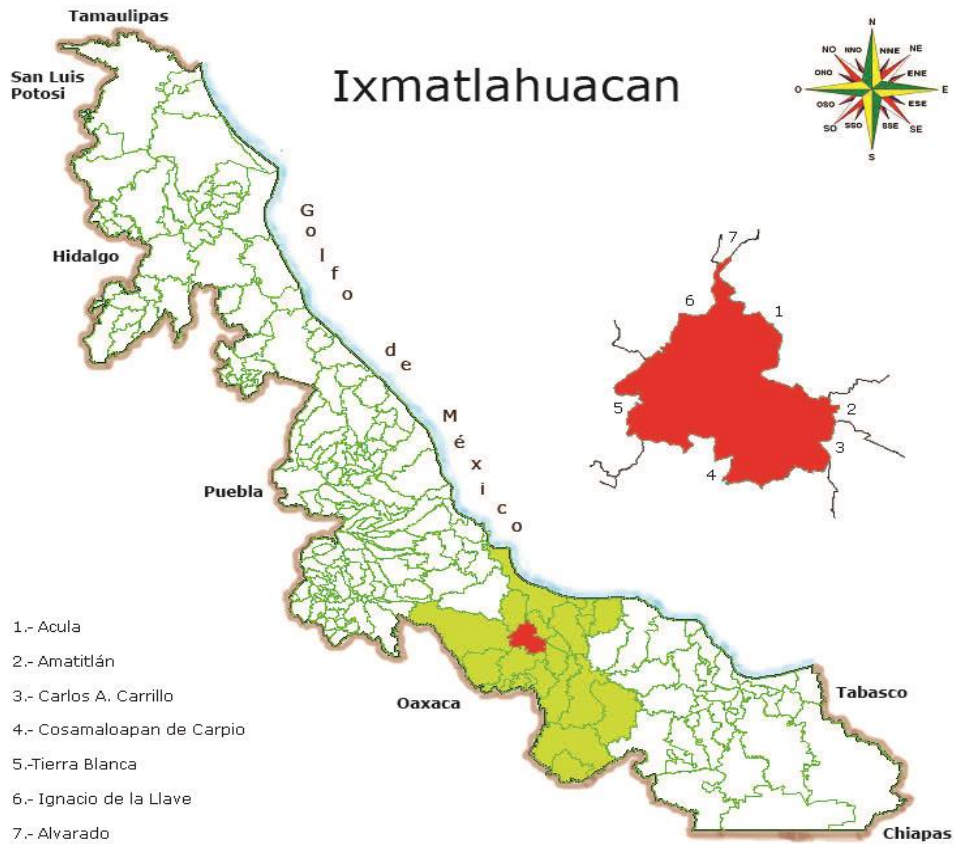 Tamaulipas
San Luis
Potosi
Ixmatlahuacan
N
NNO
NNE
NO
NE
ONO
ENE
O
E
OSO
ESE
SO
SSO
SSE
SE
S
Golfo de México
Hidalgo
7
6
1
5
2
3
4
Puebla
Oaxaca
Tabasco
Chiapas
1.- Acula
2.- Amatitlán
3.- Carlos A. Carrillo
4.- Cosamaloapan de Carpio
5.-Tierra Blanca
6.- Ignacio de la Llave
7.- Alvarado